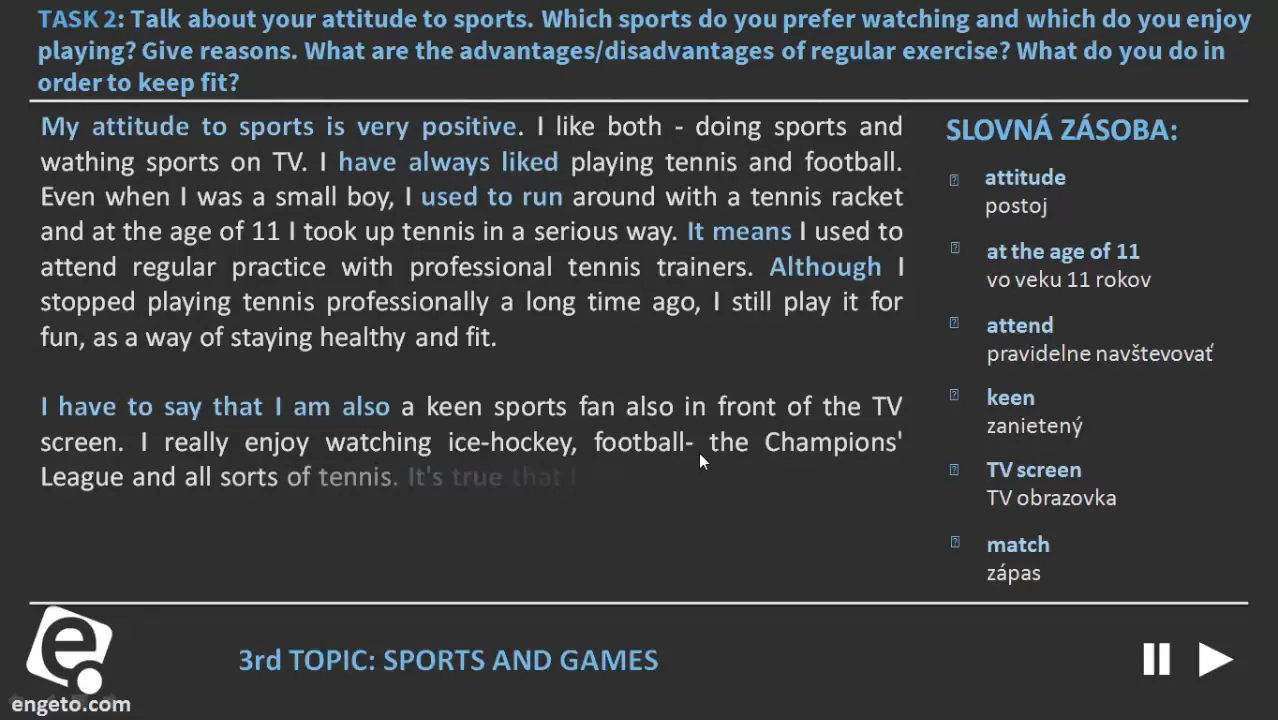 TASK 2: Talk about your attitude to sports. Which sports do you prefer watching and which do you enjoy
playing? Give reasons. What are the advantages/disadvantages of regular exercise? What do you do in
order to keep fit?
My attitude to sports is very positive. I like both - doing sports and
wathing sports on TV. I have always liked playing tennis and football.
Even when I was a small boy, I used to run around with a tennis racket
and at the age of 11 I took up tennis in a serious way. It means I used to
attend regular practice with professional tennis trainers. Although I
stopped playing tennis professionally a long time ago, I still play it for
fun, as a way of staying healthy and fit.
I have to say that I am also a keen sports fan also in front of the TV
screen. I really enjoy watching ice-hockey, football- the Champions'
League and all sorts of tennis. It's true that I
SLOVNÁ ZÁSOBA:
attitude
postoj
at the age of 11
vo veku 11 rokov
attend
pravidelne navštevovať
keen
zanietený
TV screen
TV obrazovka
match
zápas
e
engeto.com
3rd TOPIC: SPORTS AND GAMES